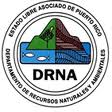 ESTADO LIBRE ASOCIADO DE PUERTO RICO
DRNA
DEPARTAMENTO DE RECURSOS NATURALES Y AMBIENTALES